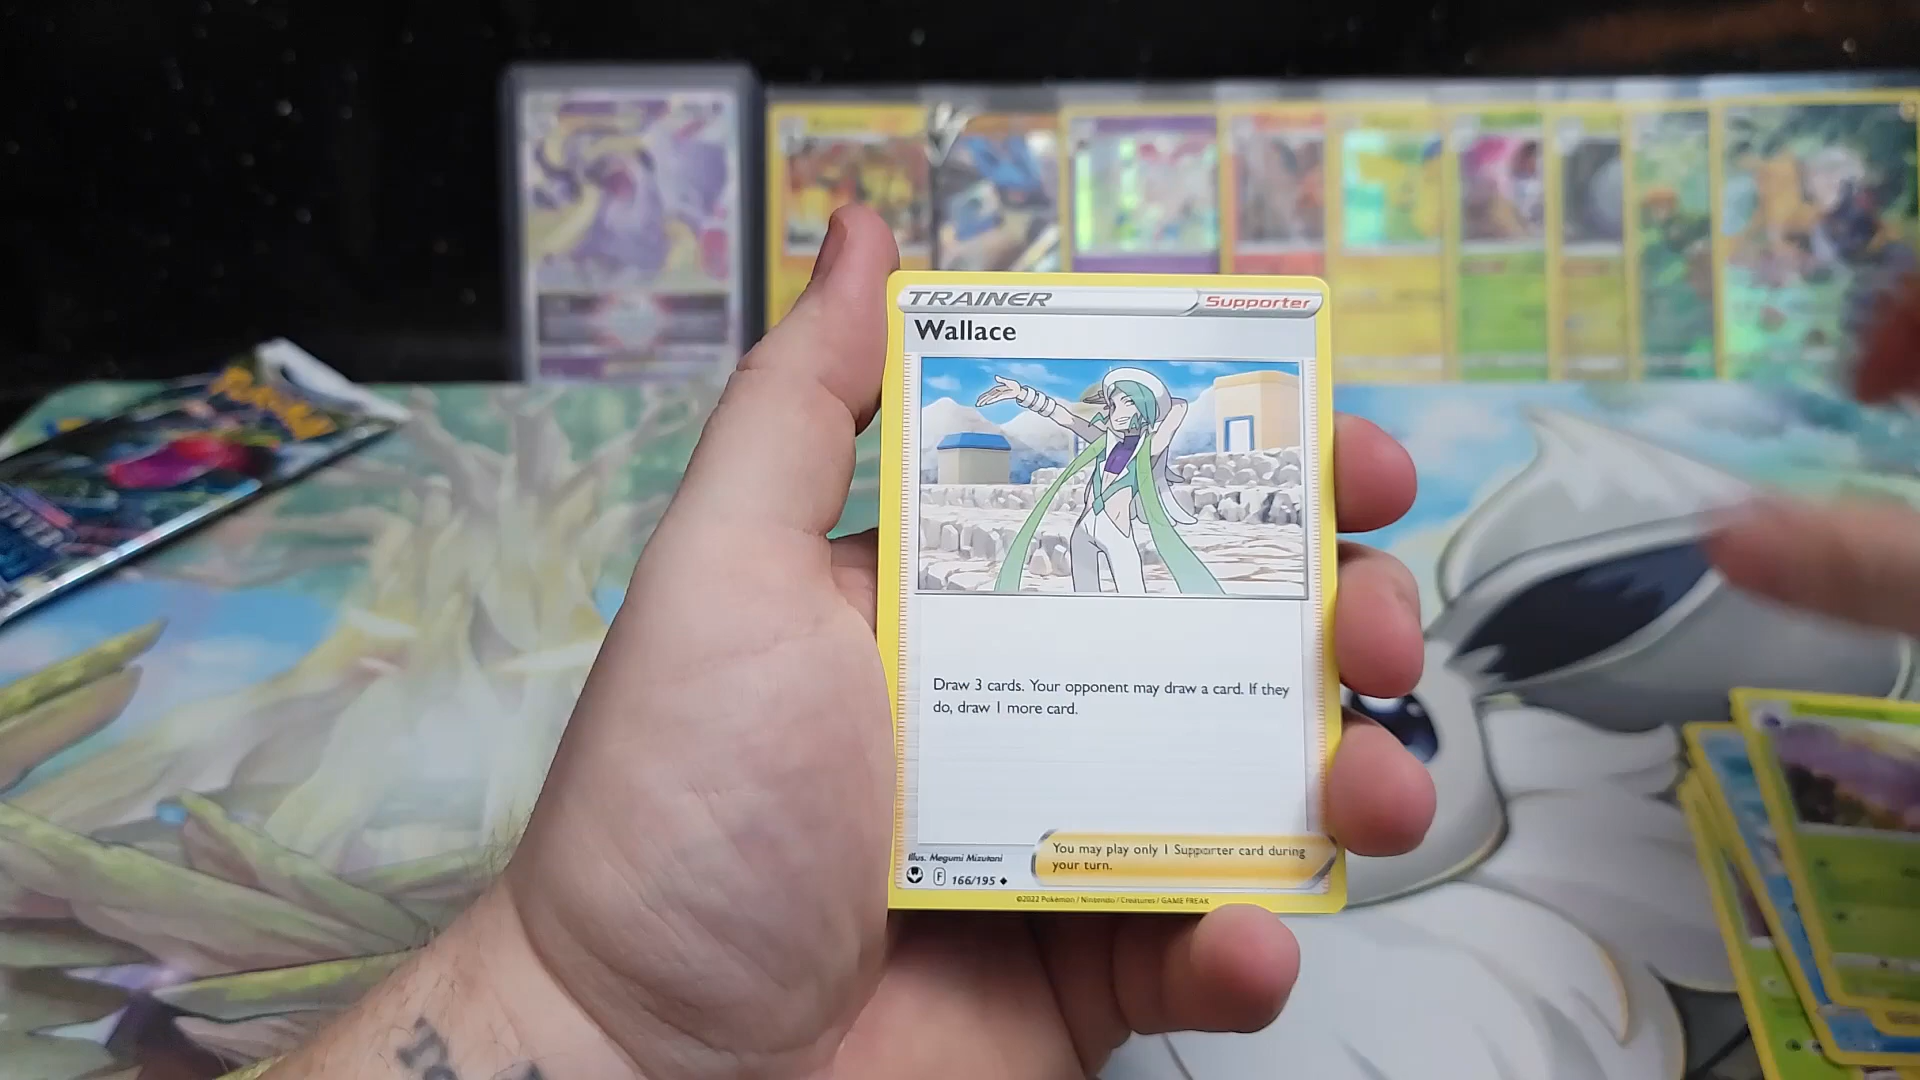 TRAINER
Supporter
Wallace
Draw 3 cards. Your opponent may draw a card. If they
do, draw 1 more card.
You may play only 1 Supporter card during
your turn.
Illus. Megumi Mizutani
F 166/195
©2022 Pokémon / Nintendo / Creatures / GAME FREAK